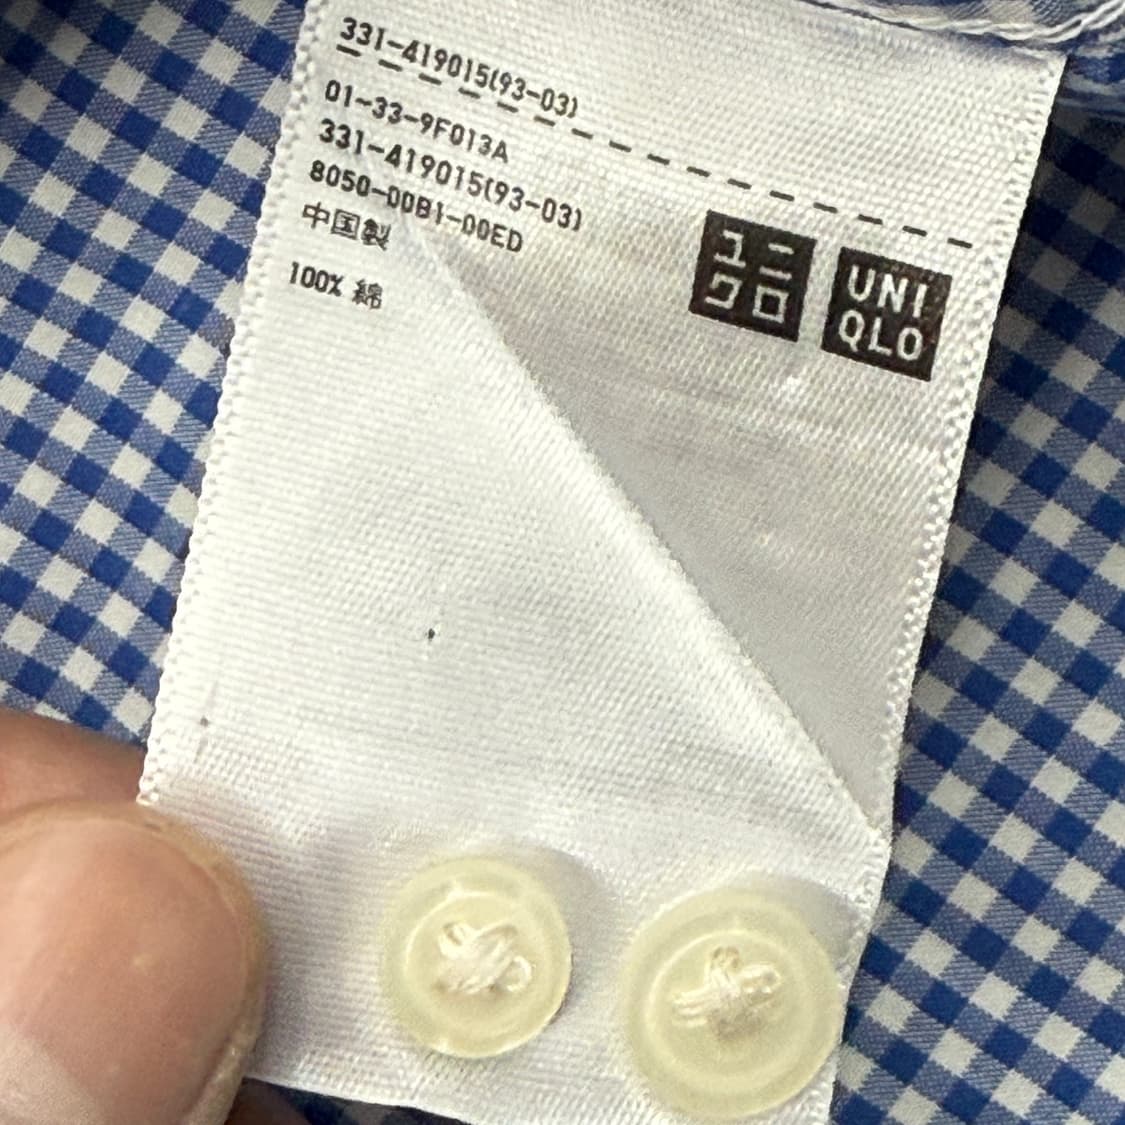 331-419015(93-03)
01-33-9F013A
331-419015(93-03)
8050-00B1-00ED
中国製
100% 綿
ユニ
クロ
UNI
QLO